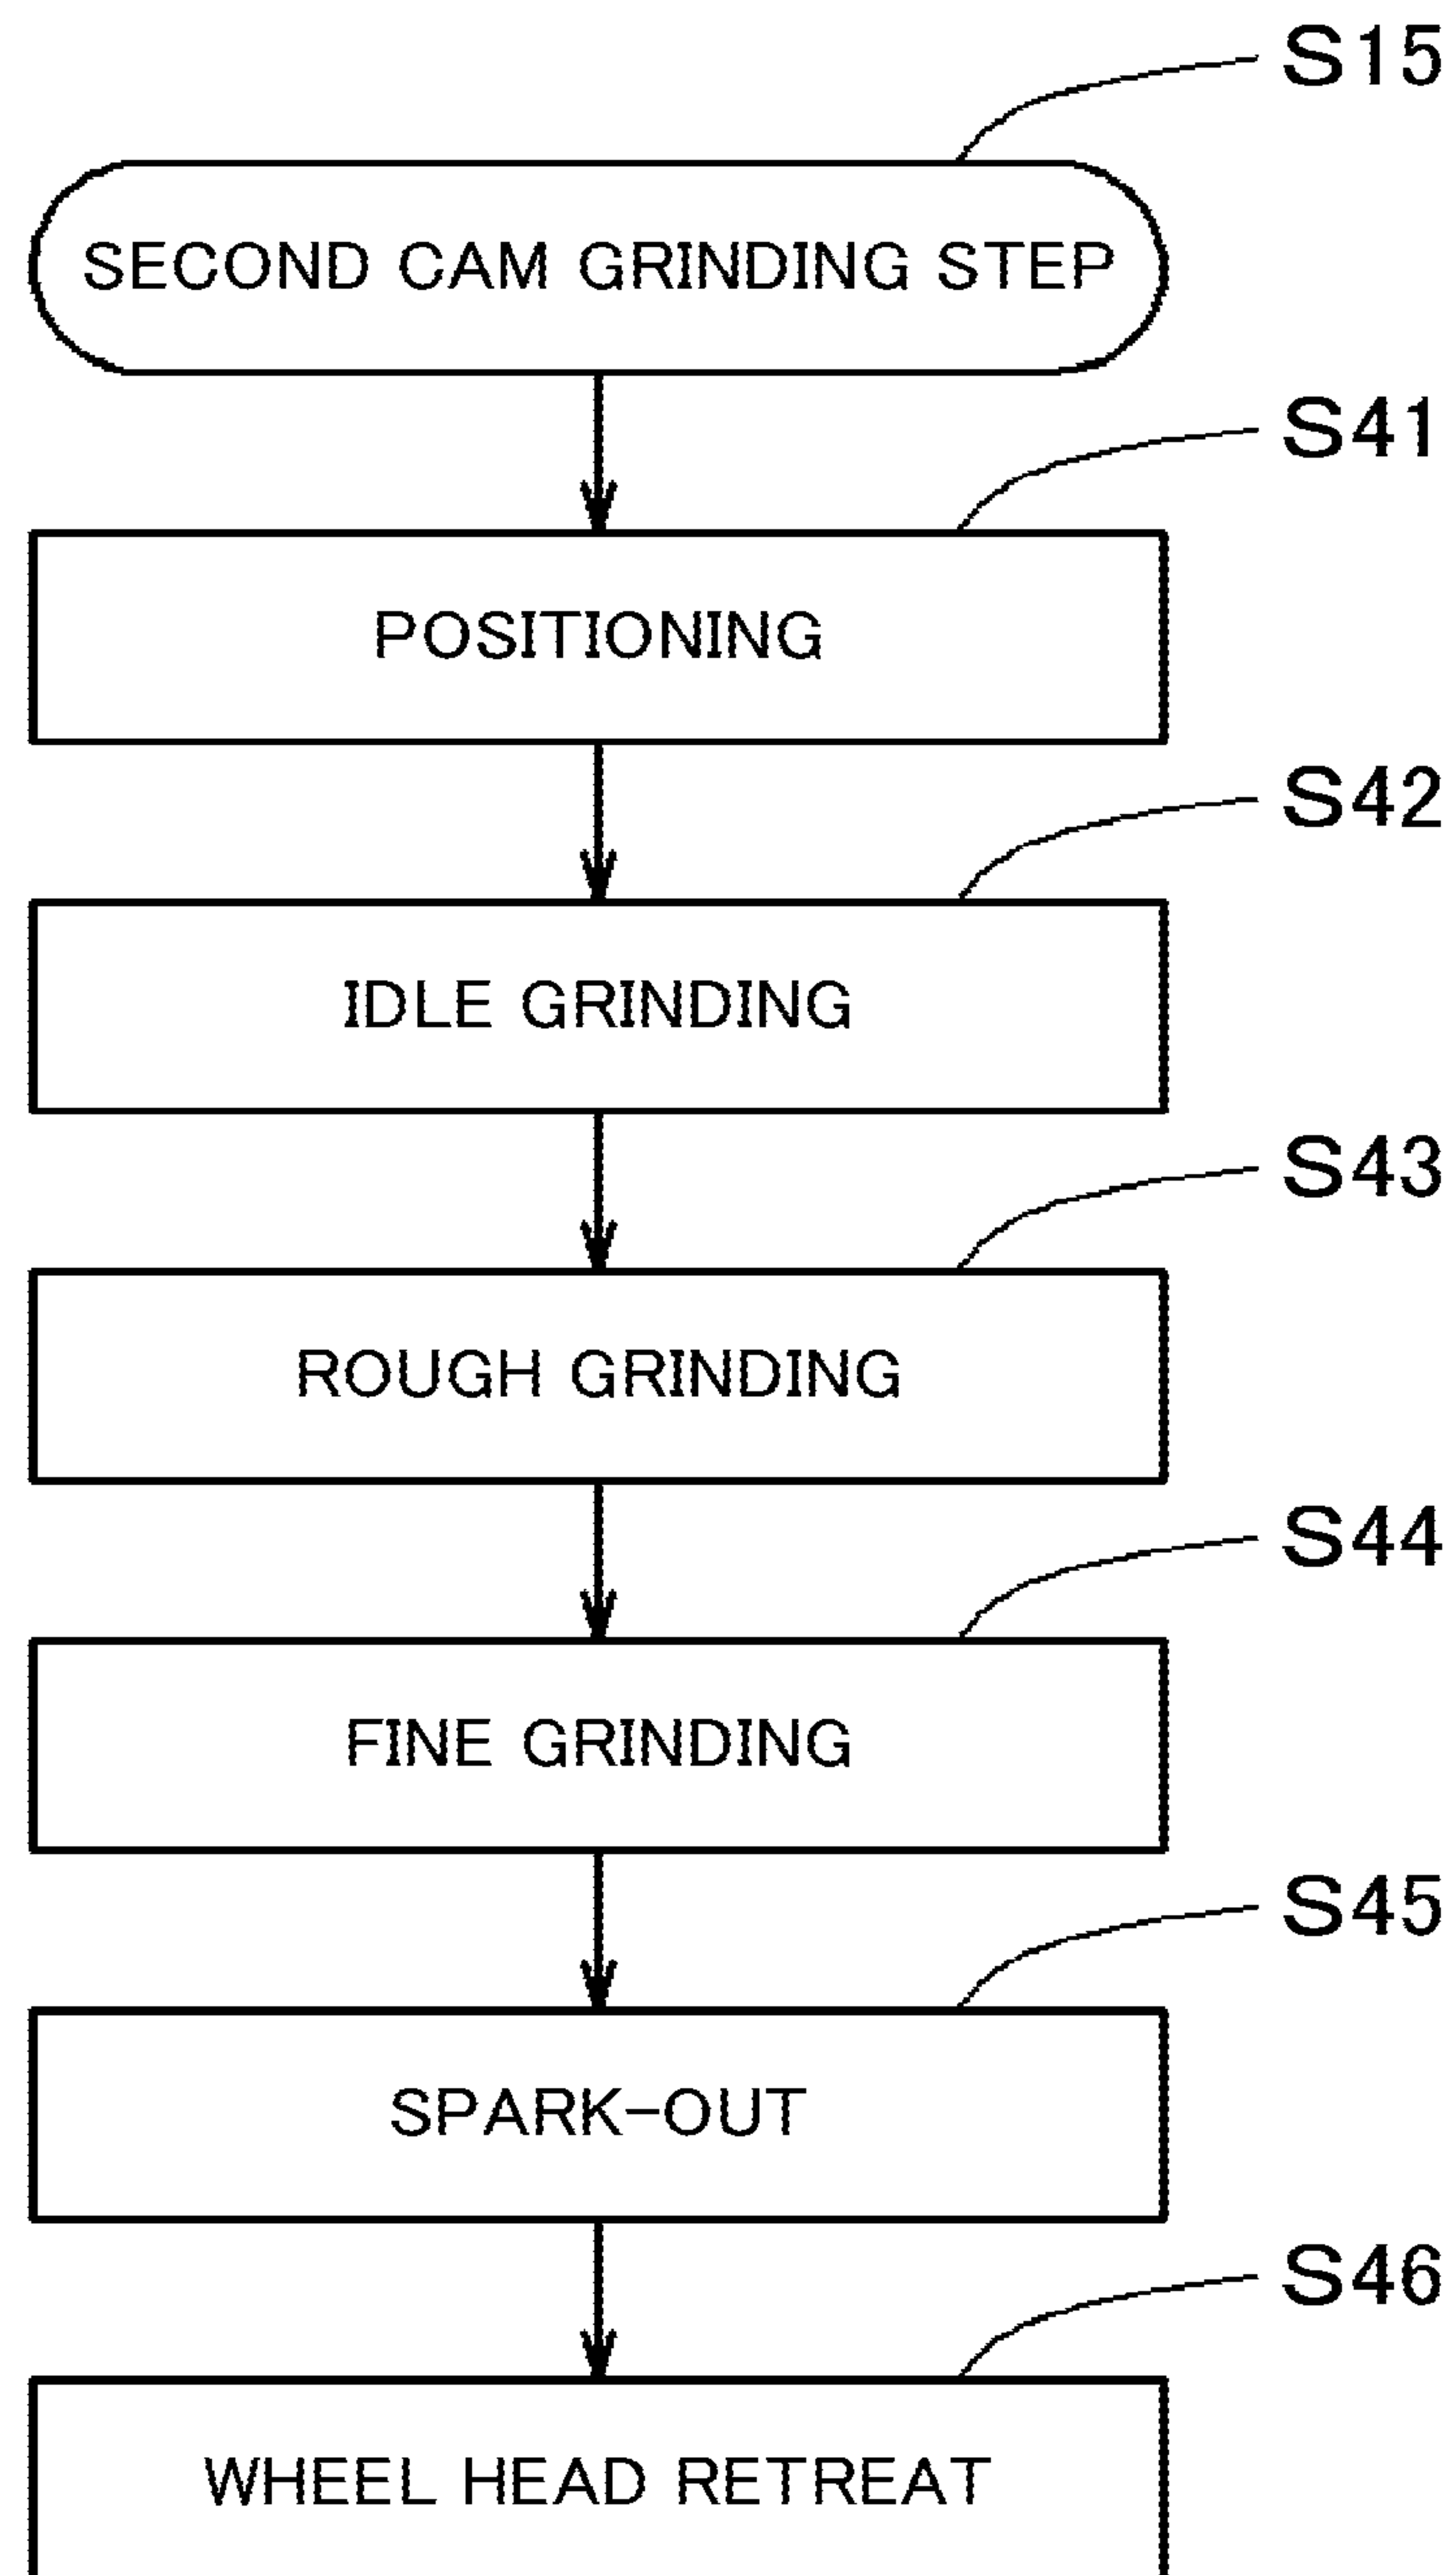 S15
SECOND CAM GRINDING STEP
S41
POSITIONING
S42
IDLE GRINDING
S43
ROUGH GRINDING
S44
FINE GRINDING
S45
SPARK-OUT
S46
WHEEL HEAD RETREAT